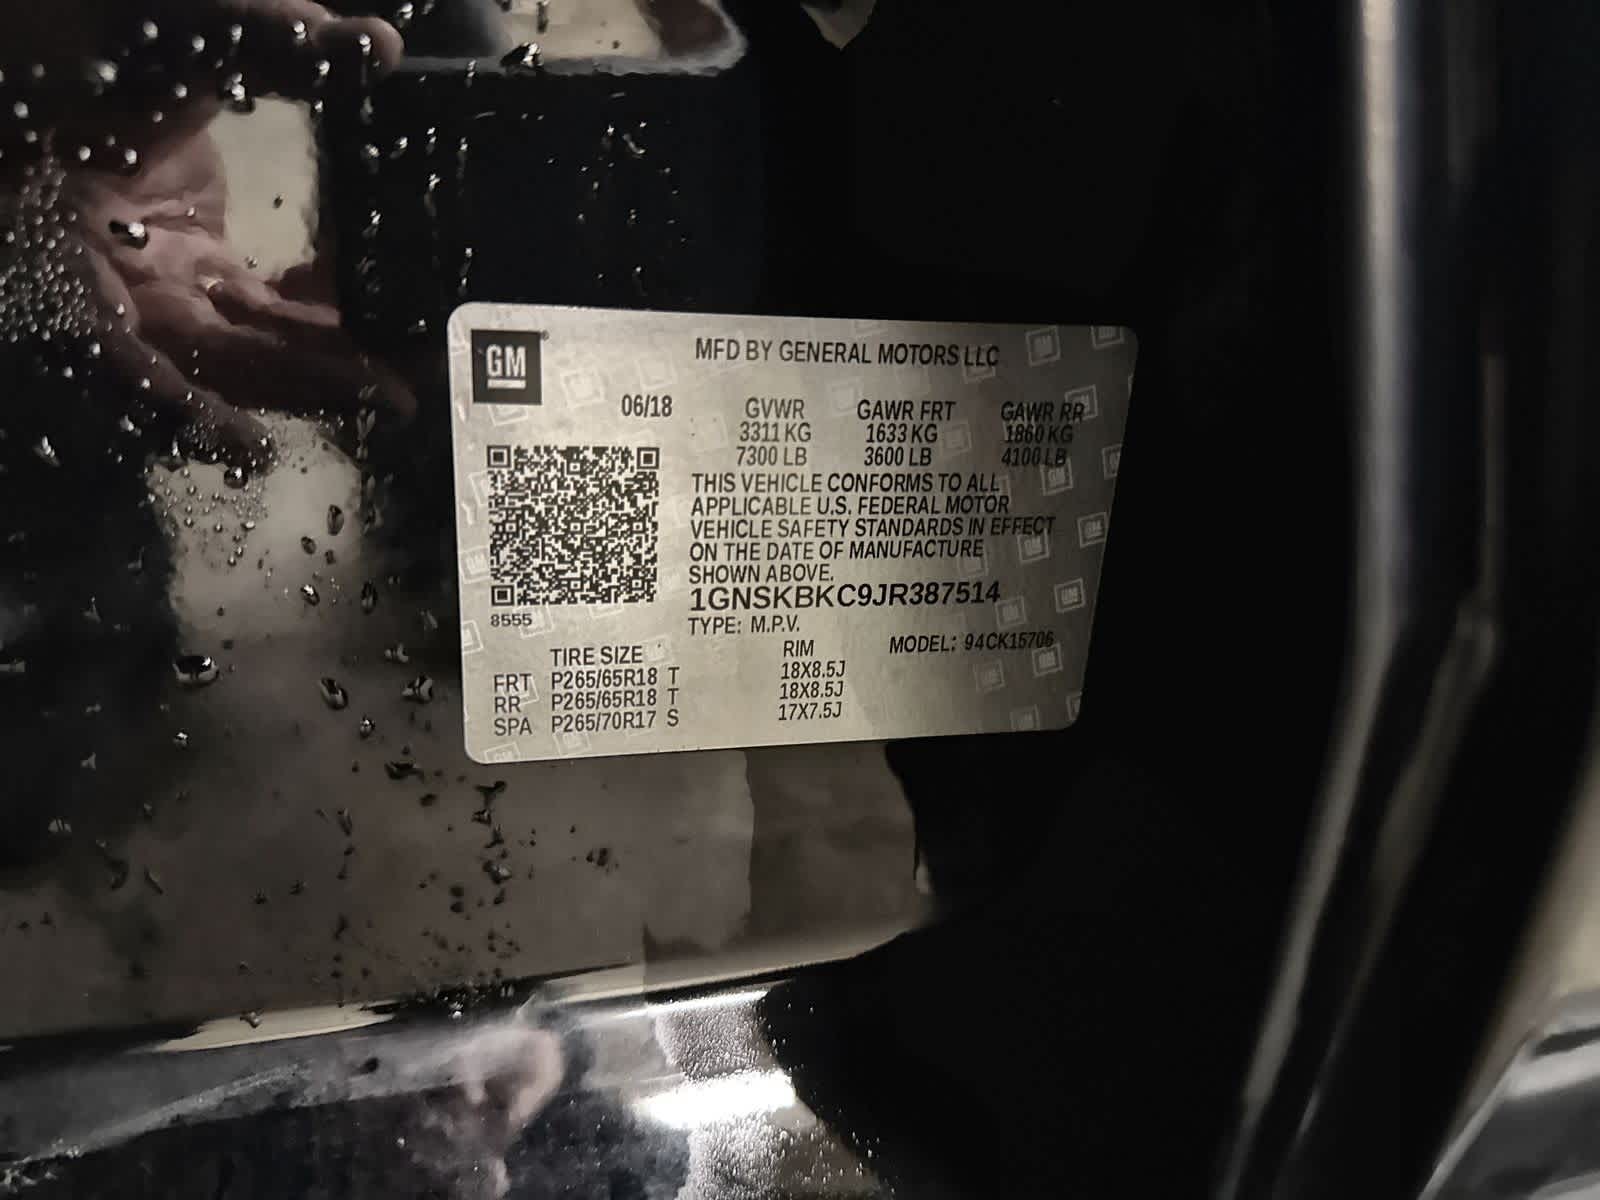 GM
MFD BY GENERAL MOTORS LLC
06/18 GVWR GAWR FRT GAWR RR
3311 KG 1633 KG 1860 KG
7300 LB 3600 LB 4100 LB
THIS VEHICLE CONFORMS TO ALL
APPLICABLE U.S. FEDERAL MOTOR
VEHICLE SAFETY STANDARDS IN EFFECT
ON THE DATE OF MANUFACTURE
SHOWN ABOVE.
1GNSKBKC9JR387514
8555
TYPE: M.P.V.
MODEL: 94CK15706
TIRE SIZE RIM
FRT P265/65R18 T 18X8.5J
RR P265/65R18 T 18X8.5J
SPA P265/70R17 S 17X7.5J